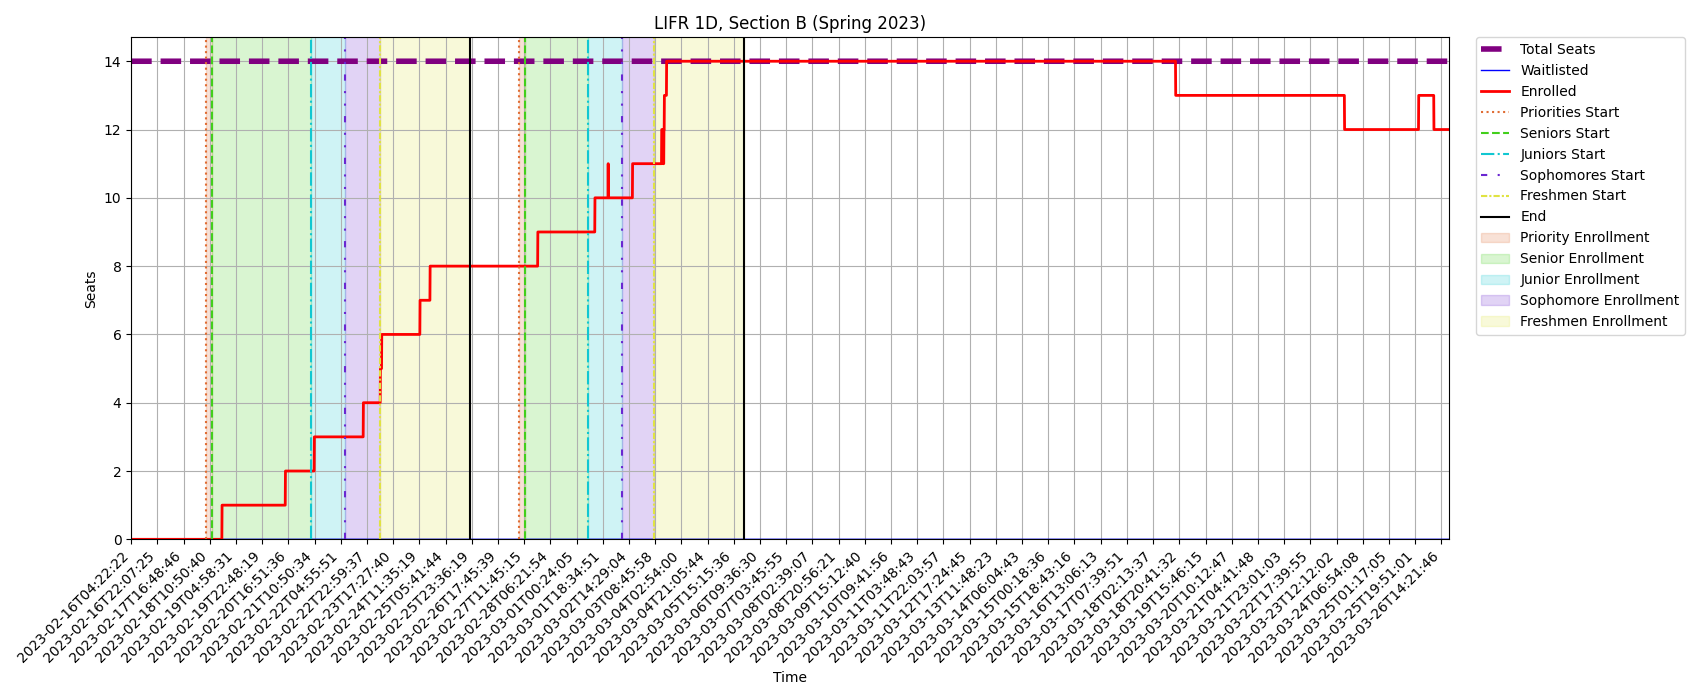 LIFR 1D, Section B (Spring 2023)
Seats
14
12
10
8
6
4
2
0
2023-02-16T04:22:22
2023-02-16T22:07:25
2023-02-17T16:48:46
2023-02-18T10:50:40
2023-02-19T04:58:31
2023-02-19T22:48:19
2023-02-20T16:51:36
2023-02-21T10:50:34
2023-02-22T04:55:51
2023-02-22T22:59:37
2023-02-23T17:27:40
2023-02-24T11:35:19
2023-02-25T05:41:44
2023-02-25T23:36:19
2023-02-26T17:45:39
2023-02-27T11:45:15
2023-02-28T06:21:54
2023-03-01T00:24:05
2023-03-01T18:34:51
2023-03-02T14:29:04
2023-03-03T08:45:58
2023-03-04T02:54:00
2023-03-04T21:05:44
2023-03-05T15:15:36
2023-03-06T09:36:30
2023-03-07T03:45:55
2023-03-08T02:39:07
2023-03-08T20:56:21
2023-03-09T15:12:40
2023-03-10T09:41:56
2023-03-11T03:48:43
2023-03-11T22:03:57
2023-03-12T17:24:45
2023-03-13T11:48:23
2023-03-14T06:04:43
2023-03-15T00:18:36
2023-03-15T18:43:16
2023-03-16T13:06:13
2023-03-17T07:39:51
2023-03-18T02:13:37
2023-03-18T20:41:32
2023-03-19T15:46:15
2023-03-20T10:12:47
2023-03-21T04:41:48
2023-03-21T23:01:03
2023-03-22T17:39:55
2023-03-23T12:12:02
2023-03-24T06:54:08
2023-03-25T01:17:05
2023-03-25T19:51:01
2023-03-26T14:21:46
Time
Total Seats
Waitlisted
Enrolled
Priorities Start
Seniors Start
Juniors Start
Sophomores Start
Freshmen Start
End
Priority Enrollment
Senior Enrollment
Junior Enrollment
Sophomore Enrollment
Freshmen Enrollment